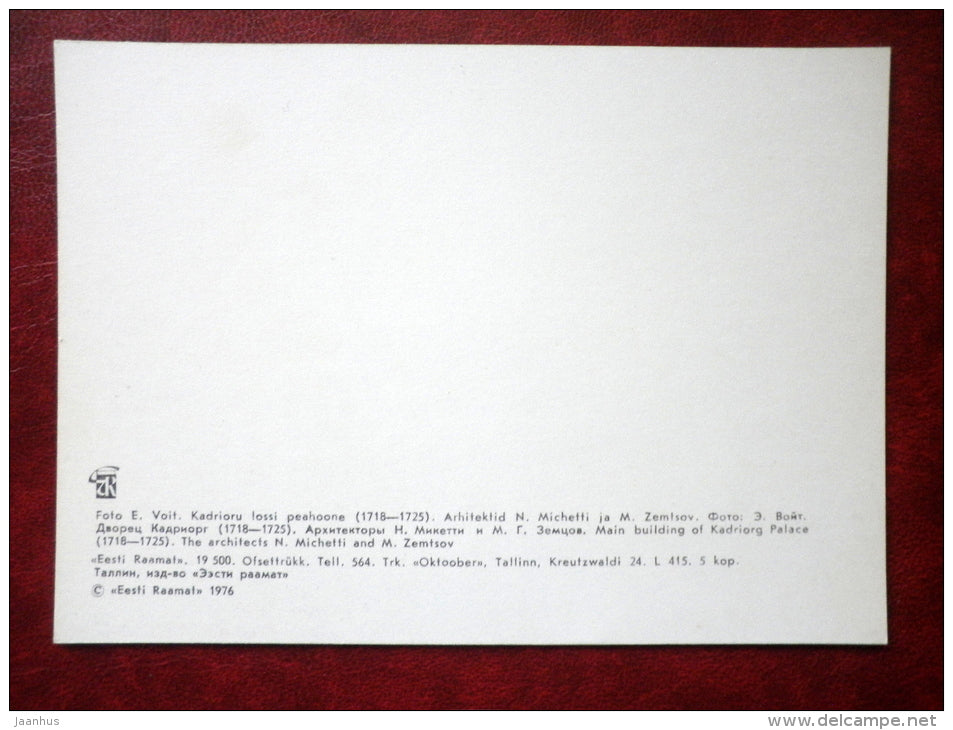 Foto E. Voit. Kadrioru lossi peahoone (1718—1725). Arhitektid N. Michetti ja M. Zemtsov. Фото: Э. Войт.
Дворец Кадриорг (1718—1725). Архитекторы Н. Микетти и М. Г. Земцов. Main building of Kadriorg Palace
(1718—1725). The architects N. Michetti and M. Zemtsov
«Eesti Raamat». 19 500. Ofsettrükk. Tell. 564. Trk. «Oktoober», Tallinn, Kreutzwaldi 24. L 415. 5 kop.
Таллин, изд-во «Ээсти раамат»
© «Eesti Raamat» 1976
jaanhus
www.delcampe.net